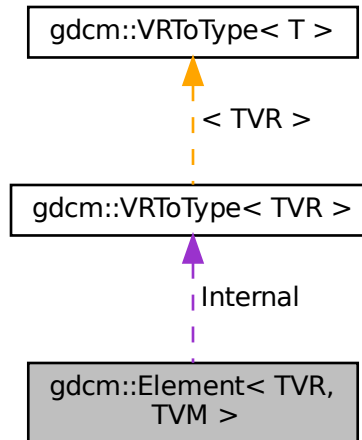 gdcm::VRToType< T >
< TVR >
gdcm::VRToType< TVR >
Internal
gdcm::Element< TVR,
TVM >